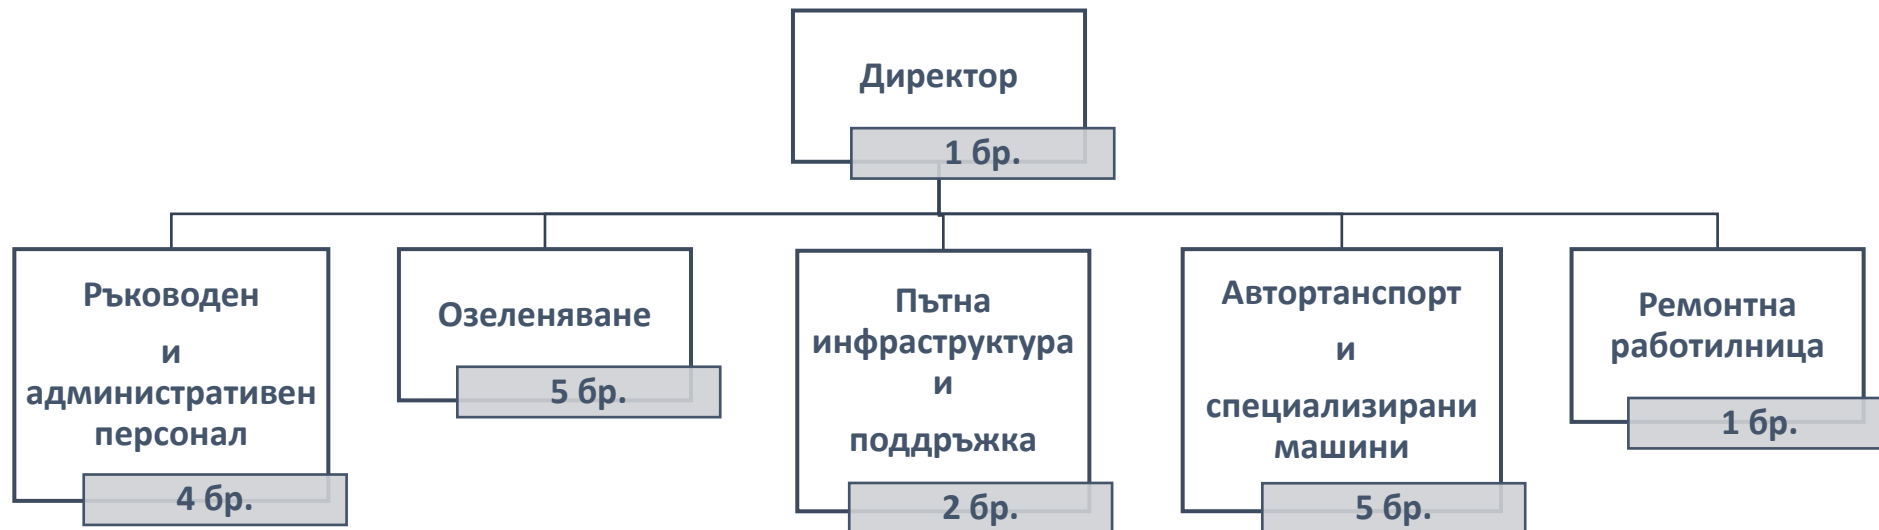 Директор
1 бр.
Ръководен
и
административен
персонал
4 бр.
Озеленяване
5 бр.
Пътна
инфраструктура
и
поддръжка
2 бр.
Автортанспорт
и
специализирани
машини
5 бр.
Ремонтна
работилница
1 бр.